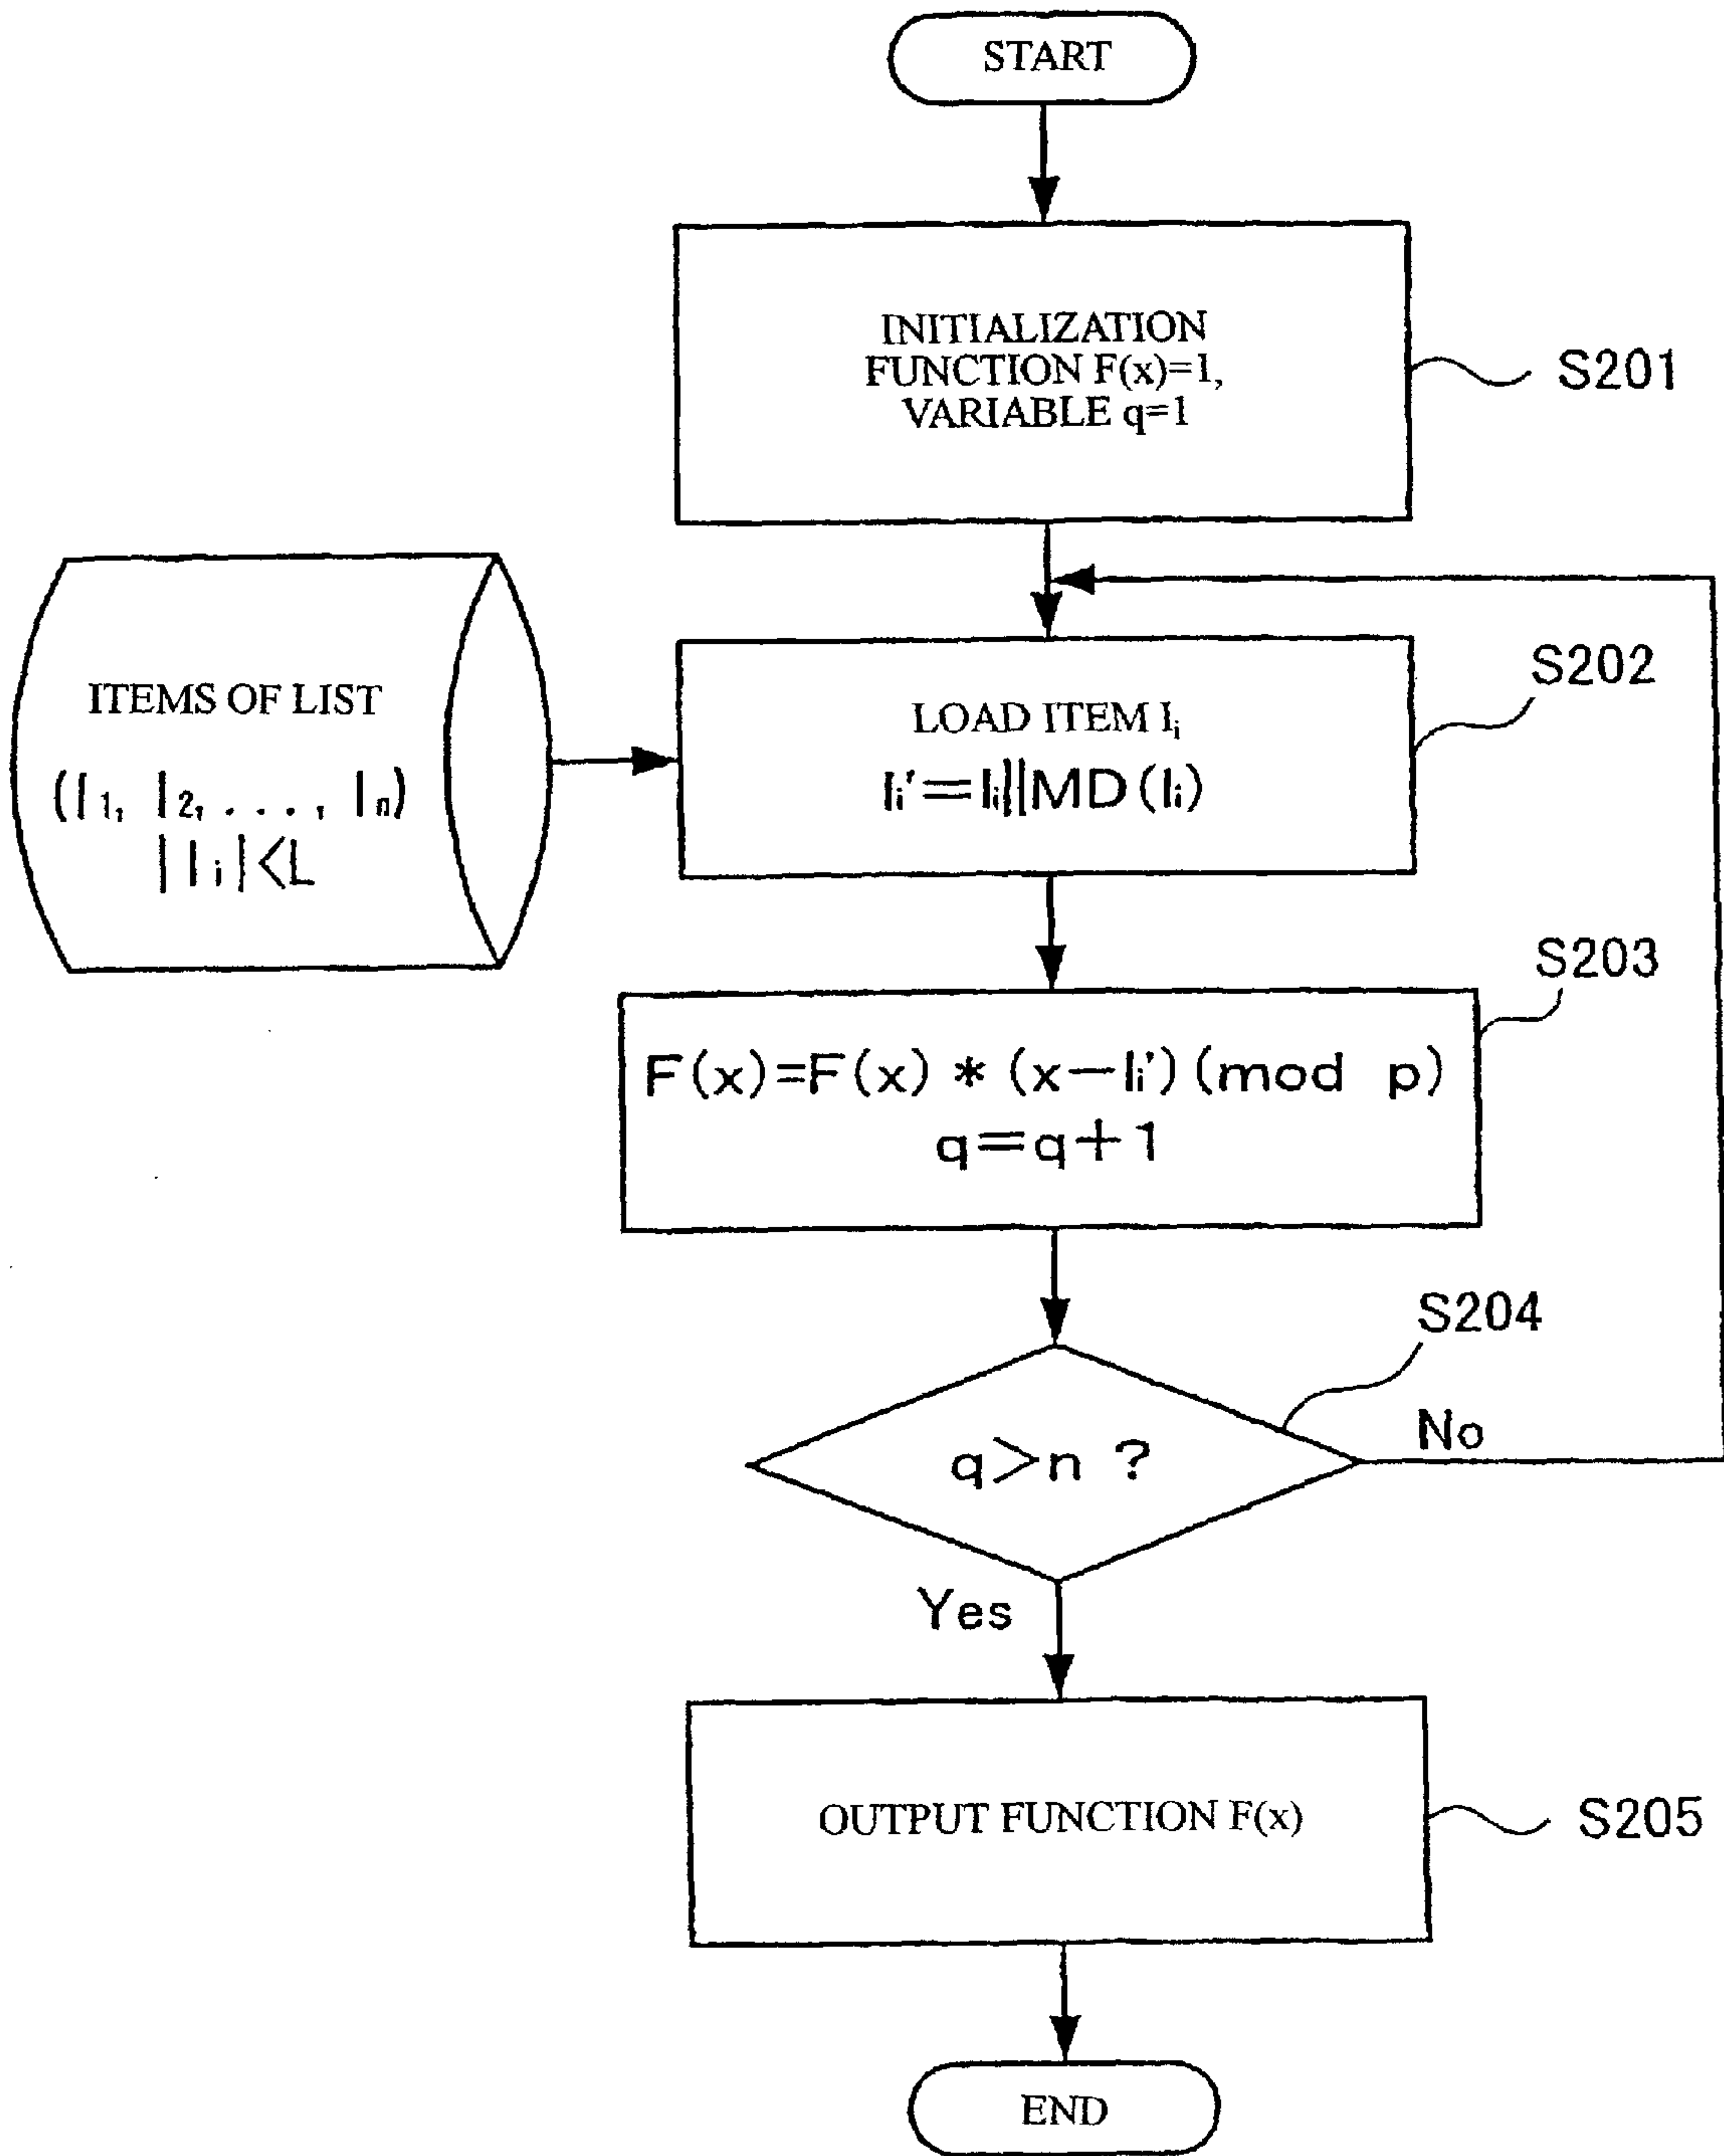 START
INITIALIZATION
FUNCTION F(x)=1,
VARIABLE q=1
S201
ITEMS OF LIST
(I₁, I₂, ..., Iₙ)
|Iᵢ|<L
S202
LOAD ITEM Iᵢ
Iᵢ'=Iᵢ||MD(Iᵢ)
S203
F(x)=F(x) * (x−Iᵢ') (mod p)
q=q+1
S204
q>n ?
No
Yes
OUTPUT FUNCTION F(x)
S205
END